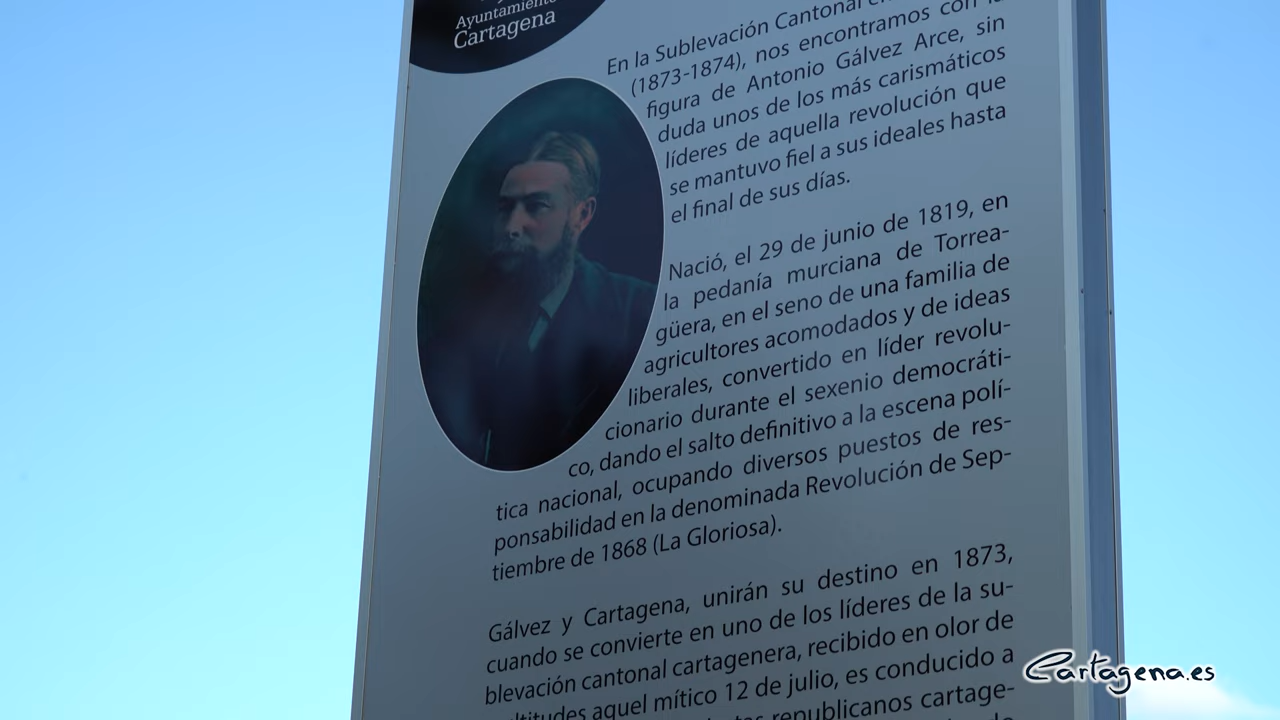 Ayuntamiento
Cartagena
En la Sublevación Cantonal
(1873-1874), nos encontramos con la
figura de Antonio Gálvez Arce, sin
duda unos de los más carismáticos
líderes de aquella revolución que
se mantuvo fiel a sus ideales hasta
el final de sus días.
Nació, el 29 de junio de 1819, en
la pedanía murciana de Torrea-
güera, en el seno de una familia de
agricultores acomodados y de ideas
liberales, convertido en líder revolu-
cionario durante el sexenio democráti-
co, dando el salto definitivo a la escena polí-
tica nacional, ocupando diversos puestos de res-
ponsabilidad en la denominada Revolución de Sep-
tiembre de 1868 (La Gloriosa).
Gálvez y Cartagena, unirán su destino en 1873,
cuando se convierte en uno de los líderes de la su-
blevación cantonal cartagenera, recibido en olor de
multitudes aquel mítico 12 de julio, es conducido a
republicanos cartage-
Cartagena.es